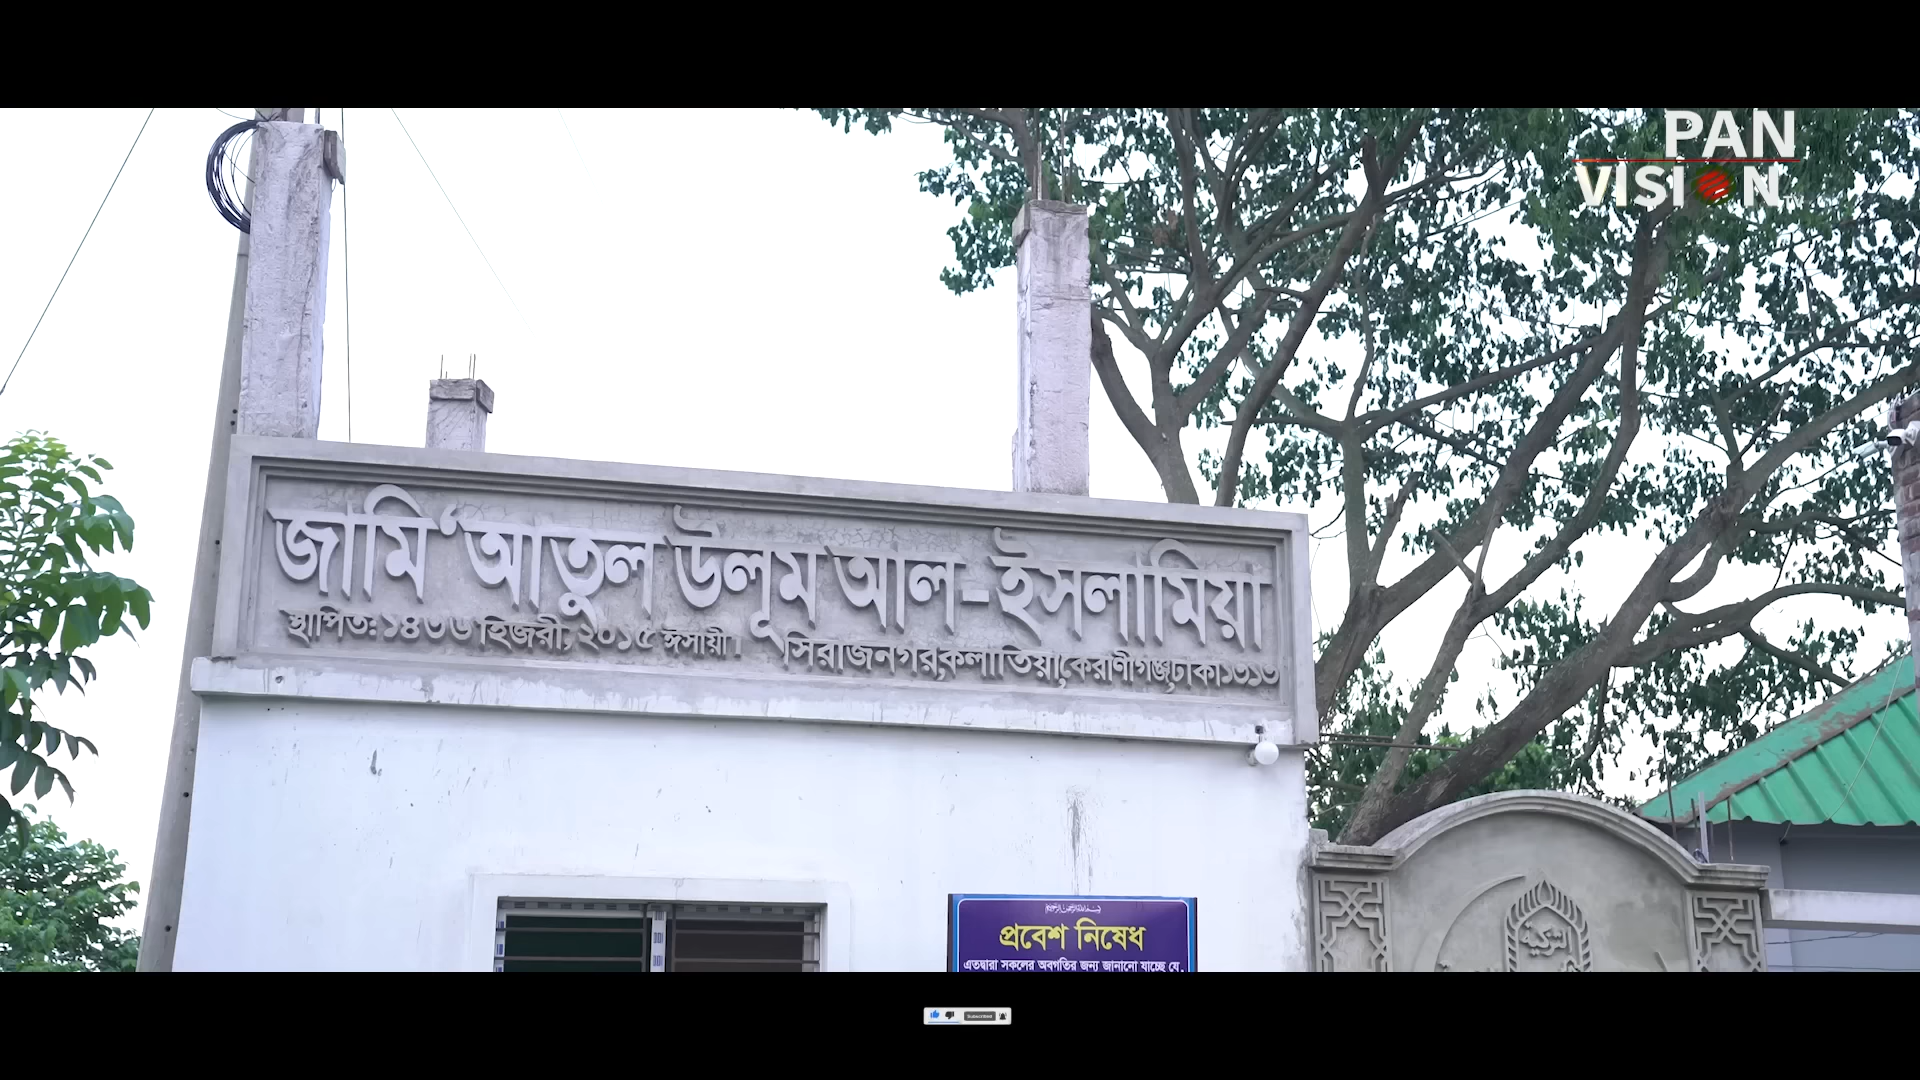 PAN
VISION
জামি‘আতুল উলূম আল-ইসলামিয়া
স্থাপিত: ১৪৩৬ হিজরী, ২০১৫ ঈসায়ী।
সিরাজনগর,কলাতিয়া,কেরাণীগঞ্জ,ঢাকা১৩১৩
প্রবেশ নিষেধ
এতদ্বারা সকলের অবগতির জন্য জানানো যাচ্ছে যে,
Subscribed